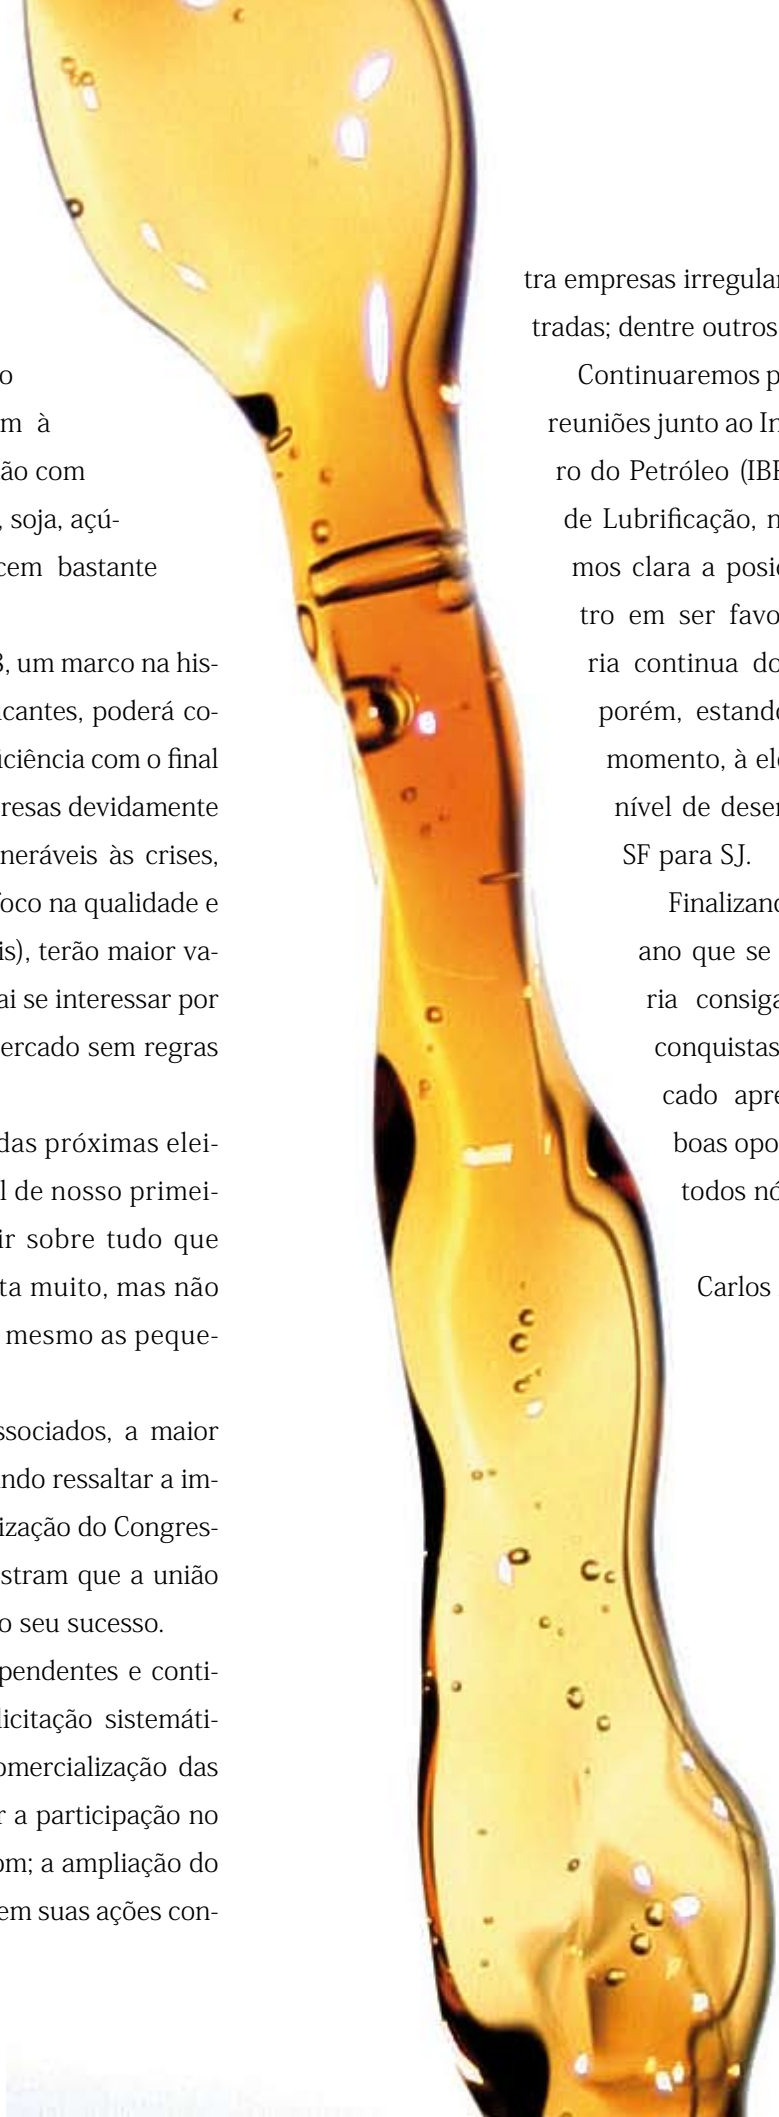 o
m à
ão com
, soja, açú-
cem bastante
, um marco na his-
cantes, poderá co-
ciência com o final
resas devidamente
neráveis às crises,
foco na qualidade e
is), terão maior va-
ai se interessar por
ercado sem regras
das próximas elei-
l de nosso primei-
ir sobre tudo que
ta muito, mas não
mesmo as peque-
ssociados, a maior
ndo ressaltar a im-
ização do Congres-
stram que a união
o seu sucesso.
pendentes e conti-
licitação sistemáti-
omercialização das
r a participação no
om; a ampliação do
em suas ações con-
tra empresas irregular
tradas; dentre outros
Continuaremos p
reuniões junto ao In
ro do Petróleo (IBP
de Lubrificação, n
mos clara a posi
tro em ser favo
ria continua do
porém, estando
momento, à ele
nível de deser
SF para SJ.
Finalizand
ano que se
ria consiga
conquistas
cado apre
boas opo
todos nó
Carlos